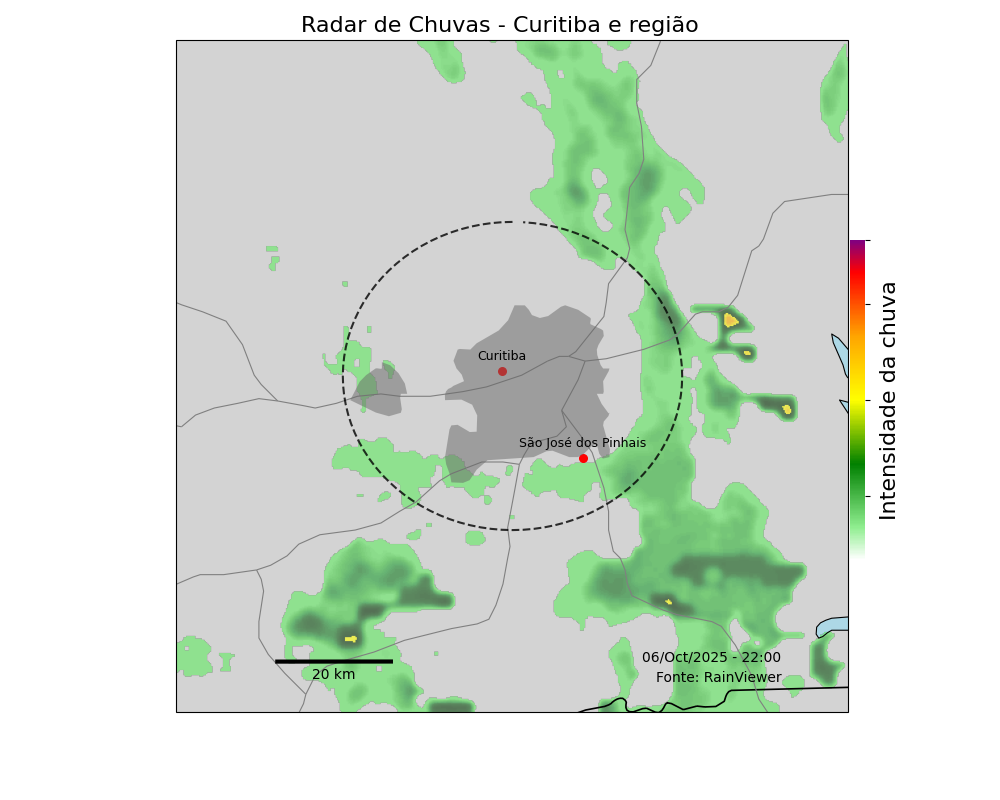 Radar de Chuvas - Curitiba e região
Curitiba
São José dos Pinhais
Intensidade da chuva
06/Oct/2025 - 22:00
Fonte: RainViewer
20 km